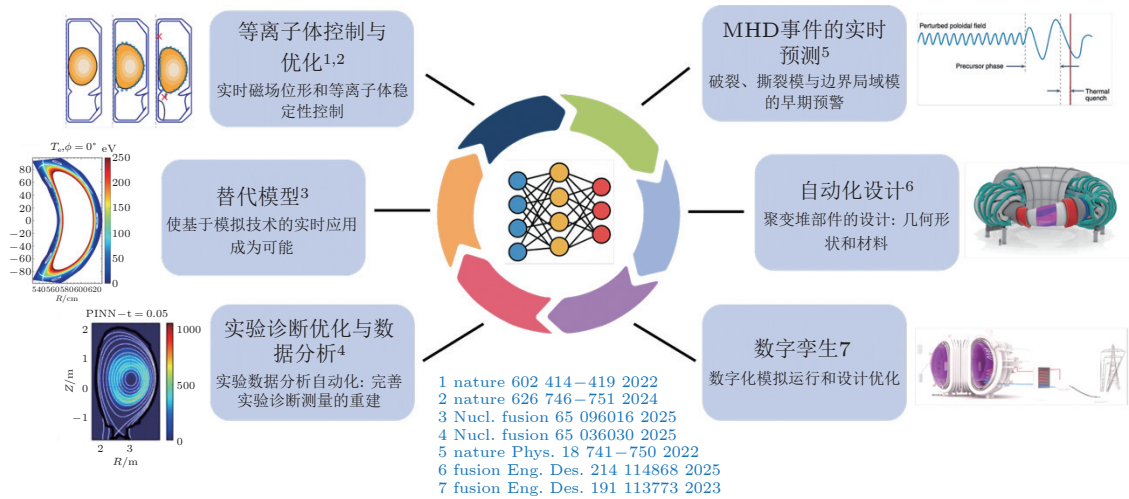 等离子体控制与
优化1,2
实时磁场位形和等离子体稳
定性控制
MHD事件的实时
预测5
破裂、撕裂模与边界局域模
的早期预警
Perturbed poloidal field
Precursor phase
Thermal
quench
Te,ϕ = 0° eV
250
200
150
100
50
0
80
60
40
20
0
−20
−40
−60
−80
540 560 580 600 620
R/cm
替代模型3
使基于模拟技术的实时应用
成为可能
自动化设计6
聚变堆部件的设计: 几何形
状和材料
PINN−t = 0.05
2
1
0
−1
Z/m
2 3
R/m
1000
500
0
实验诊断优化与数
据分析4
实验数据分析自动化: 完善
实验诊断测量的重建
数字孪生7
数字化模拟运行和设计优化
1 nature 602 414−419 2022
2 nature 626 746−751 2024
3 Nucl. fusion 65 096016 2025
4 Nucl. fusion 65 036030 2025
5 nature Phys. 18 741−750 2022
6 fusion Eng. Des. 214 114868 2025
7 fusion Eng. Des. 191 113773 2023